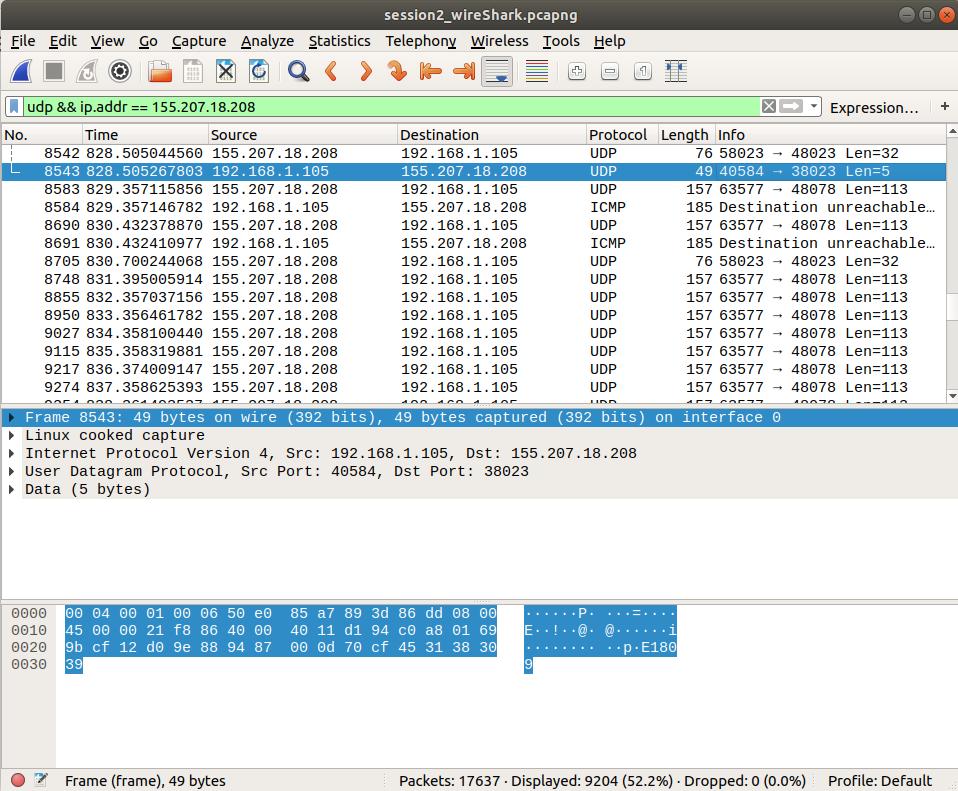 session2_wireShark.pcapng
File Edit View Go Capture Analyze Statistics Telephony Wireless Tools Help
udp && ip.addr == 155.207.18.208 Expression… +
No. Time Source Destination Protocol Length Info
8542 828.505044560 155.207.18.208 192.168.1.105 UDP 76 58023 → 48023 Len=32
8543 828.505267803 192.168.1.105 155.207.18.208 UDP 49 40584 → 38023 Len=5
8583 829.357115856 155.207.18.208 192.168.1.105 UDP 157 63577 → 48078 Len=113
8584 829.357146782 192.168.1.105 155.207.18.208 ICMP 185 Destination unreachable…
8690 830.432378870 155.207.18.208 192.168.1.105 UDP 157 63577 → 48078 Len=113
8691 830.432410977 192.168.1.105 155.207.18.208 ICMP 185 Destination unreachable…
8705 830.700244068 155.207.18.208 192.168.1.105 UDP 76 58023 → 48023 Len=32
8748 831.395005914 155.207.18.208 192.168.1.105 UDP 157 63577 → 48078 Len=113
8855 832.357037156 155.207.18.208 192.168.1.105 UDP 157 63577 → 48078 Len=113
8950 833.356461782 155.207.18.208 192.168.1.105 UDP 157 63577 → 48078 Len=113
9027 834.358100440 155.207.18.208 192.168.1.105 UDP 157 63577 → 48078 Len=113
9115 835.358319881 155.207.18.208 192.168.1.105 UDP 157 63577 → 48078 Len=113
9217 836.374009147 155.207.18.208 192.168.1.105 UDP 157 63577 → 48078 Len=113
9274 837.358625393 155.207.18.208 192.168.1.105 UDP 157 63577 → 48078 Len=113
Frame 8543: 49 bytes on wire (392 bits), 49 bytes captured (392 bits) on interface 0
Linux cooked capture
Internet Protocol Version 4, Src: 192.168.1.105, Dst: 155.207.18.208
User Datagram Protocol, Src Port: 40584, Dst Port: 38023
Data (5 bytes)
0000 00 04 00 01 00 06 50 e0 85 a7 89 3d 86 dd 08 00 ······P· ···=····
0010 45 00 00 21 f8 86 40 00 40 11 d1 94 c0 a8 01 69 E··!··@· @······i
0020 9b cf 12 d0 9e 88 94 87 00 0d 70 cf 45 31 38 30 ········ ··p·E180
0030 39 9
Frame (frame), 49 bytes Packets: 17637 · Displayed: 9204 (52.2%) · Dropped: 0 (0.0%) Profile: Default